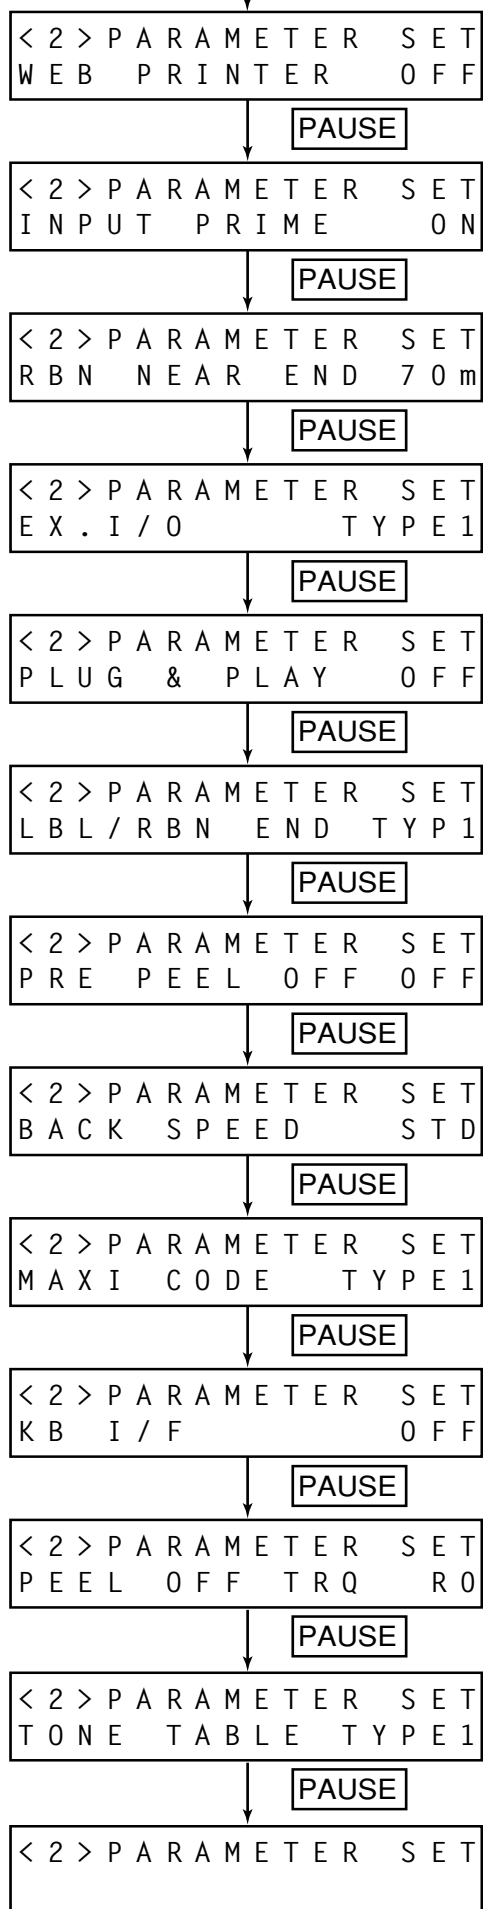 <2>PARAMETER SET
WEB PRINTER  OFF
PAUSE
<2>PARAMETER SET
INPUT PRIME   ON
PAUSE
<2>PARAMETER SET
RBN NEAR END 70m
PAUSE
<2>PARAMETER SET
EX.I/O     TYPE1
PAUSE
<2>PARAMETER SET
PLUG & PLAY  OFF
PAUSE
<2>PARAMETER SET
LBL/RBN END TYP1
PAUSE
<2>PARAMETER SET
PRE PEEL OFF OFF
PAUSE
<2>PARAMETER SET
BACK SPEED   STD
PAUSE
<2>PARAMETER SET
MAXI CODE  TYPE1
PAUSE
<2>PARAMETER SET
KB I/F       OFF
PAUSE
<2>PARAMETER SET
PEEL OFF TRQ  R0
PAUSE
<2>PARAMETER SET
TONE TABLE TYPE1
PAUSE
<2>PARAMETER SET